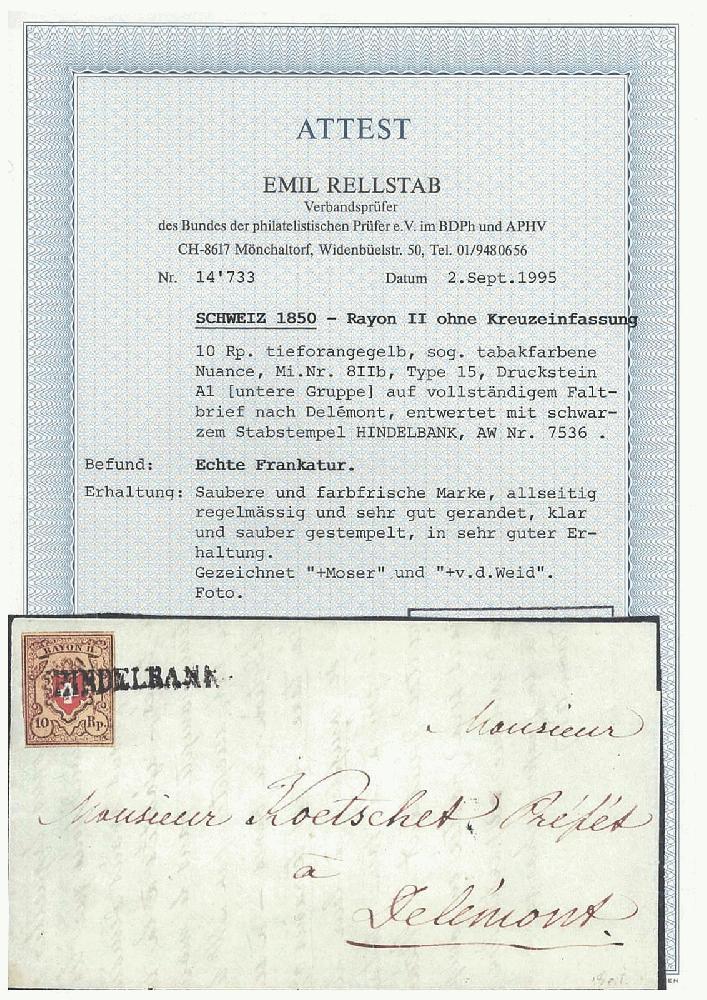 ATTEST
EMIL RELLSTAB
Verbandsprüfer
des Bundes der philatelistischen Prüfer e.V. im BDPh und APHV
CH-8617 Mönchaltorf, Widenbüelstr. 50, Tel. 01/9480656
Nr. 14'733 Datum 2.Sept.1995
SCHWEIZ 1850 - Rayon II ohne Kreuzeinfassung
10 Rp. tieforangegelb, sog. tabakfarbene
Nuance, Mi.Nr. 8IIb, Type 15, Druckstein
A1 [untere Gruppe] auf vollständigem Falt-
brief nach Delémont, entwertet mit schwar-
zem Stabstempel HINDELBANK, AW Nr. 7536 .
Befund: Echte Frankatur.
Erhaltung: Saubere und farbfrische Marke, allseitig
regelmässig und sehr gut gerandet, klar
und sauber gestempelt, in sehr guter Er-
haltung.
Gezeichnet "+Moser" und "+v.d.Weid".
Foto.
RAYON II.
HINDELBANK
10 Rp.
Monsieur
Monsieur Koetschet. Préfét
à
Delémont.